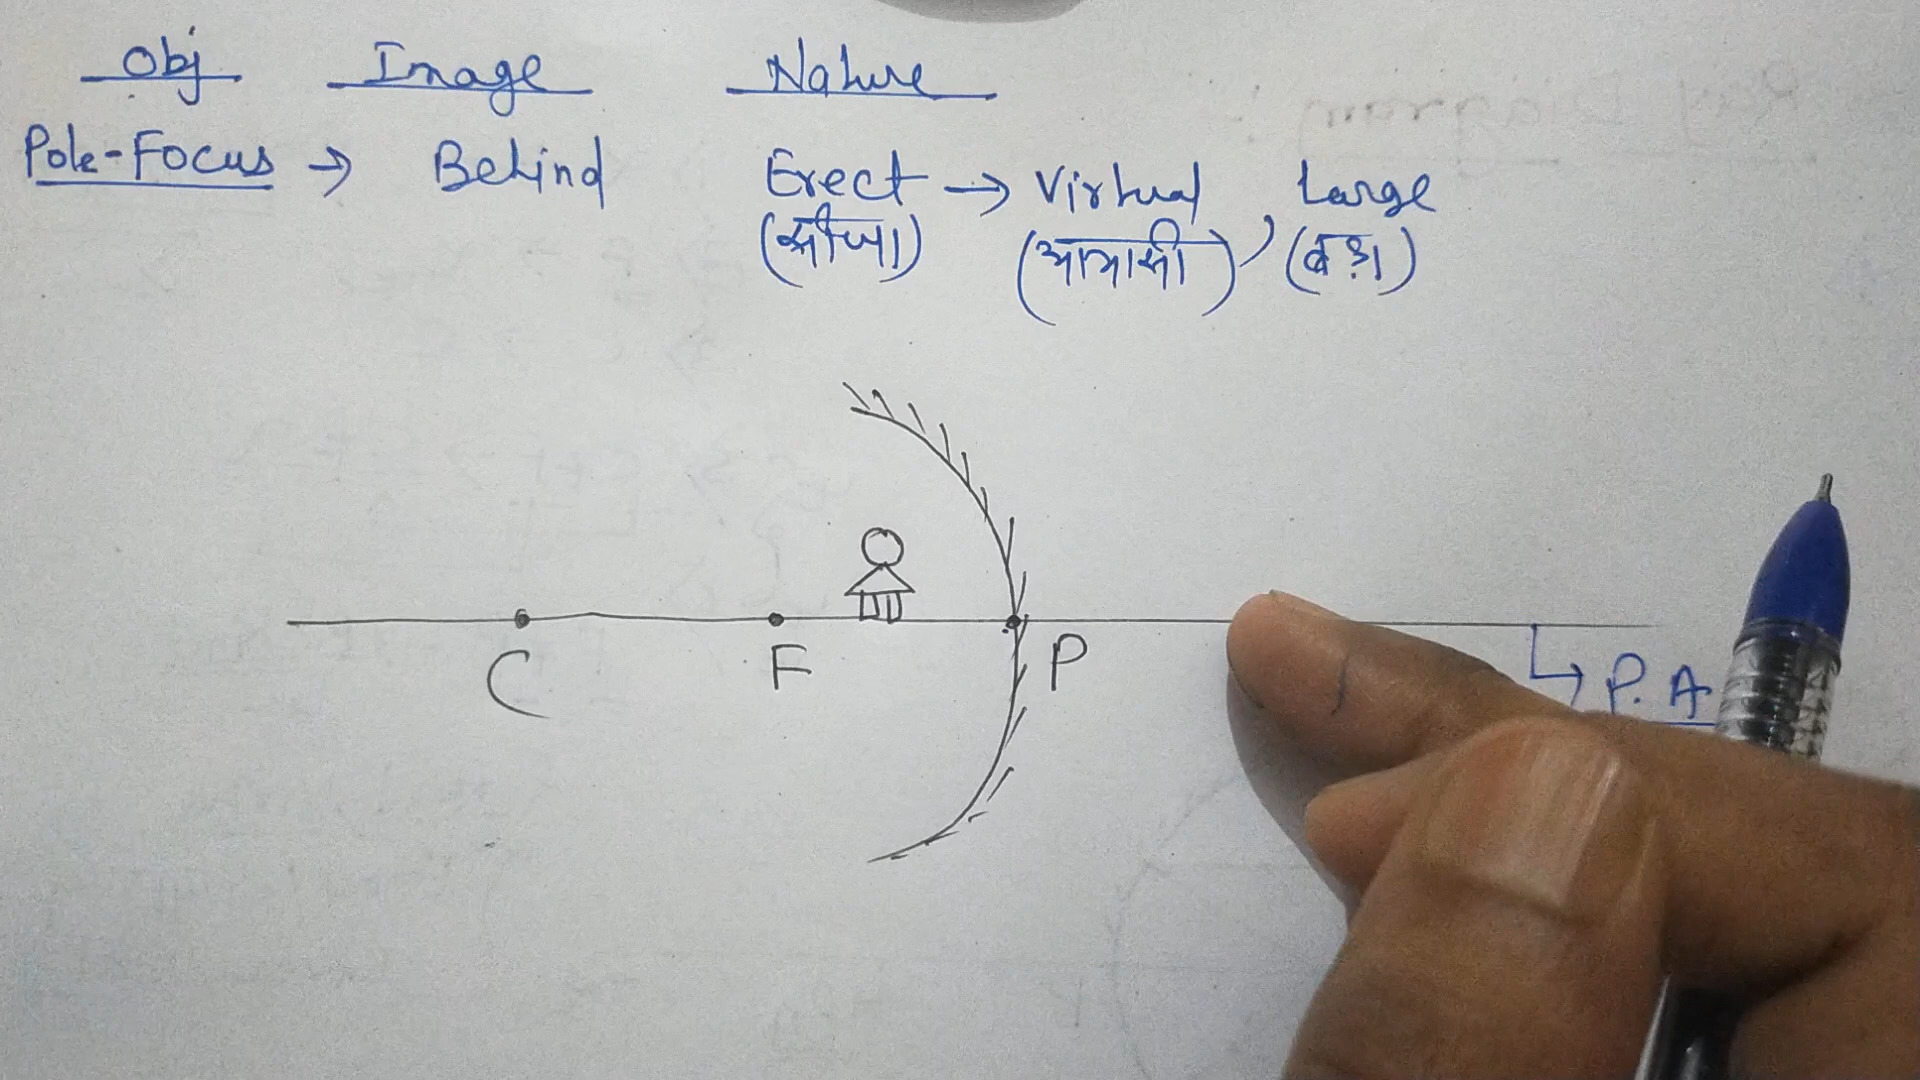 Obj Image Nature
Pole-Focus → Behind Erect → Virtual, Large
(सीधा) (आभासी) (बड़ा)
C F P
P.A